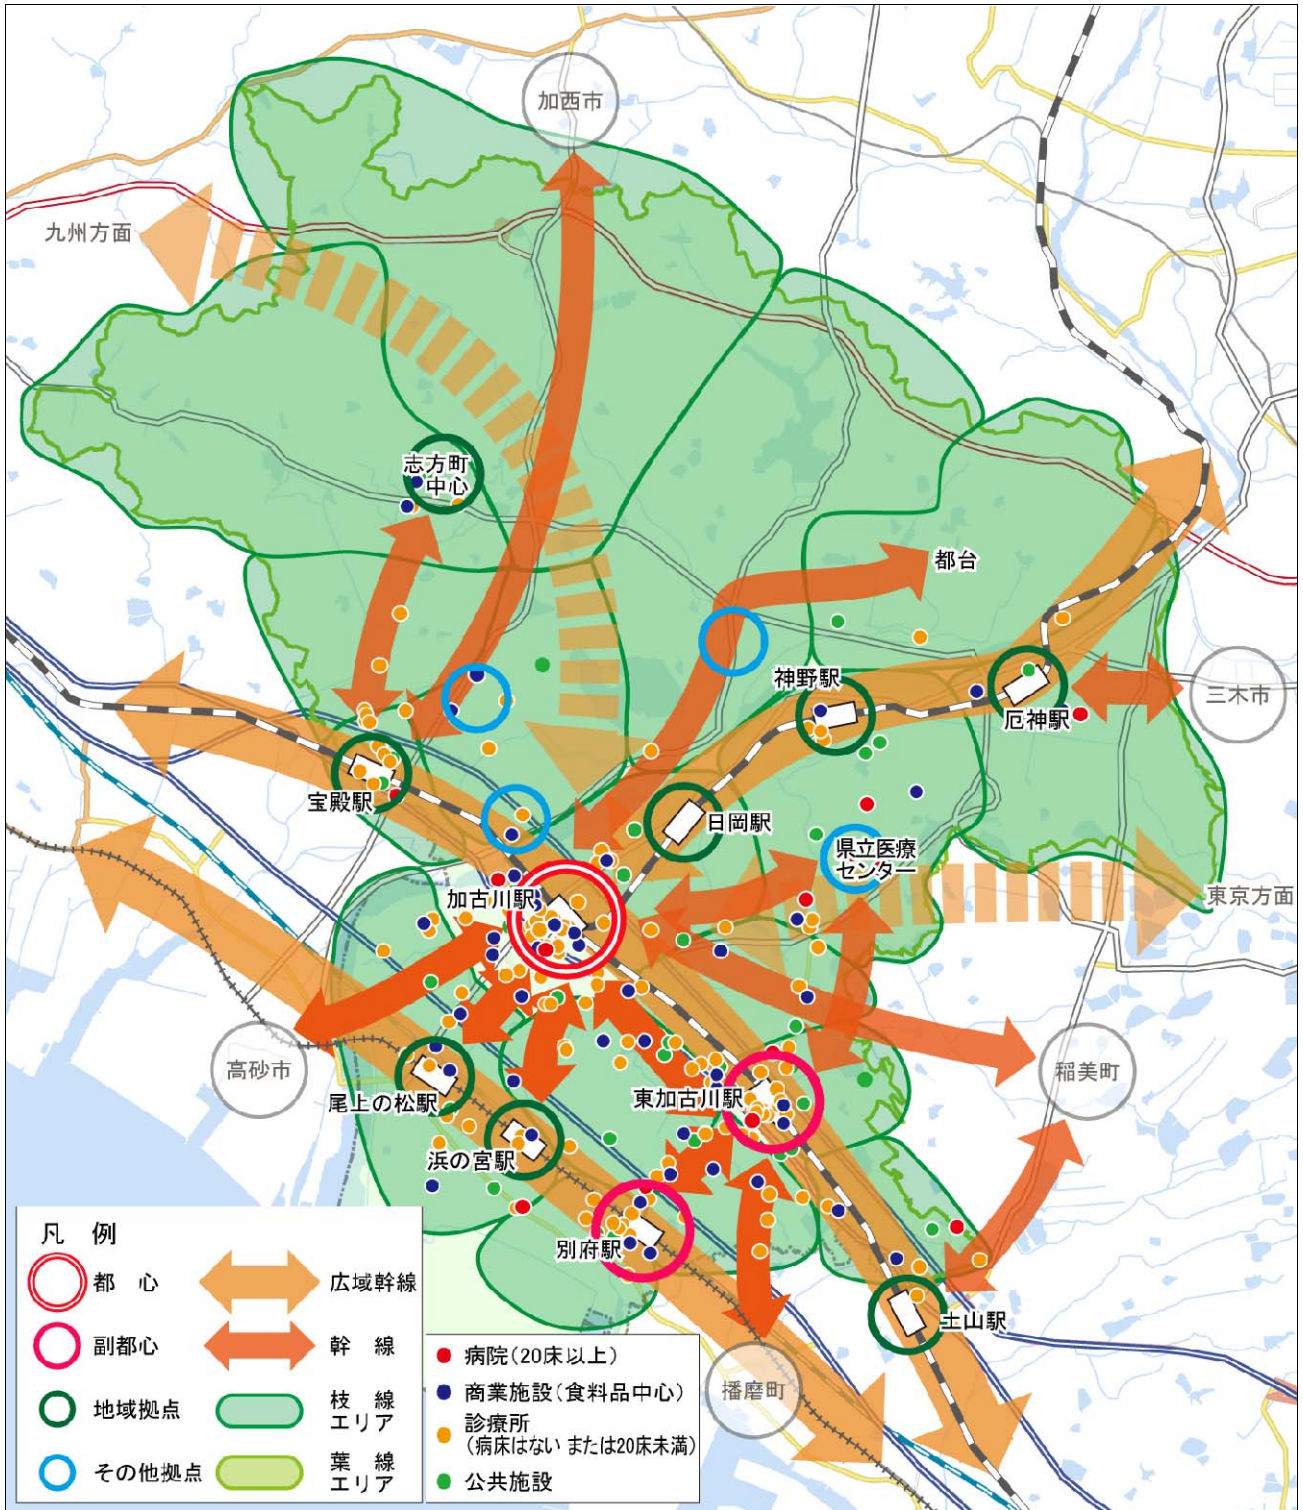 加西市
九州方面
志方町
中心
都台
神野駅
厄神駅
三木市
宝殿駅
日岡駅
県立医療
センター
加古川駅
東京方面
高砂市
尾上の松駅
東加古川駅
稲美町
浜の宮駅
別府駅
土山駅
播磨町
凡 例
都 心
広域幹線
副都心
幹 線
地域拠点
枝 線
エリア
その他拠点
葉 線
エリア
病院(20床以上)
商業施設(食料品中心)
診療所
(病床はない または20床未満)
公共施設